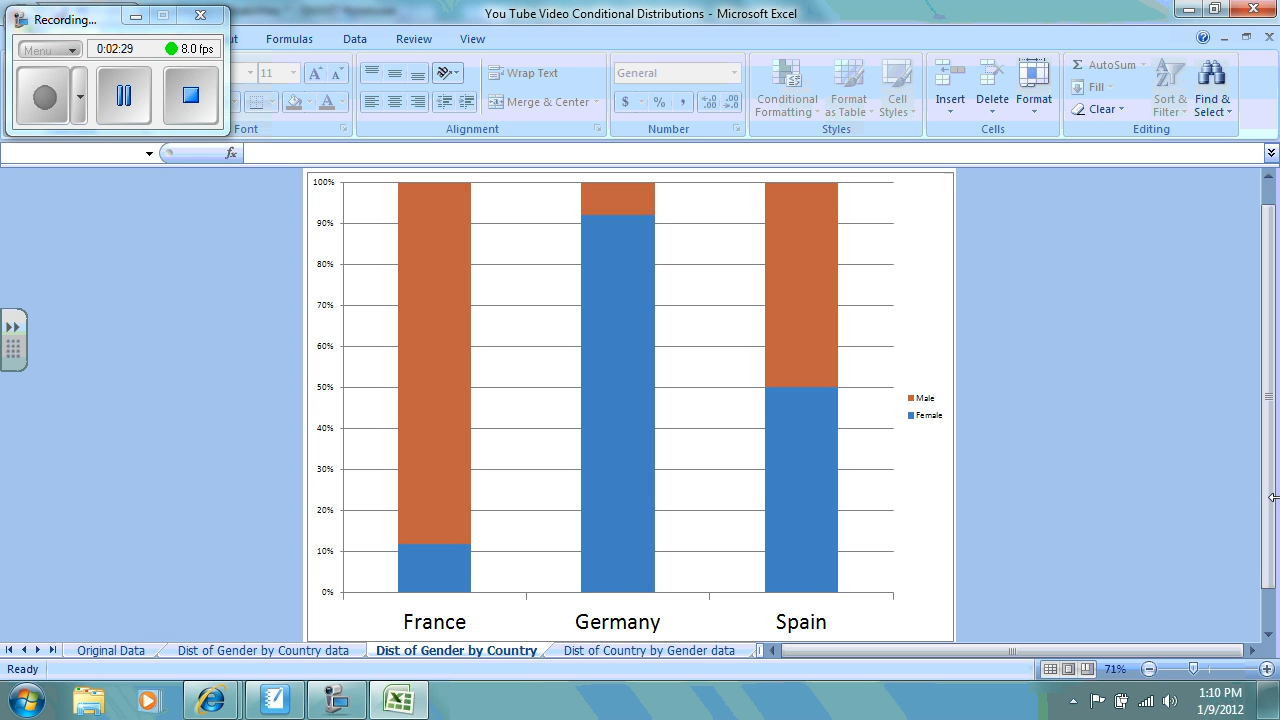 Recording...
You Tube Video Conditional Distributions - Microsoft Excel
Menu 0:02:29 8.0 fps
Formulas Data Review View
11 Wrap Text General AutoSum
Fill
Merge & Center $ % , Conditional Formatting Format as Table Cell Styles Insert Delete Format Clear Sort & Filter Find & Select
Font Alignment Number Styles Cells Editing
fx
100%
90%
80%
70%
60%
50%
40%
30%
20%
10%
0%
Male
Female
France Germany Spain
Original Data Dist of Gender by Country data Dist of Gender by Country Dist of Country by Gender data
Ready 71%
1:10 PM
1/9/2012